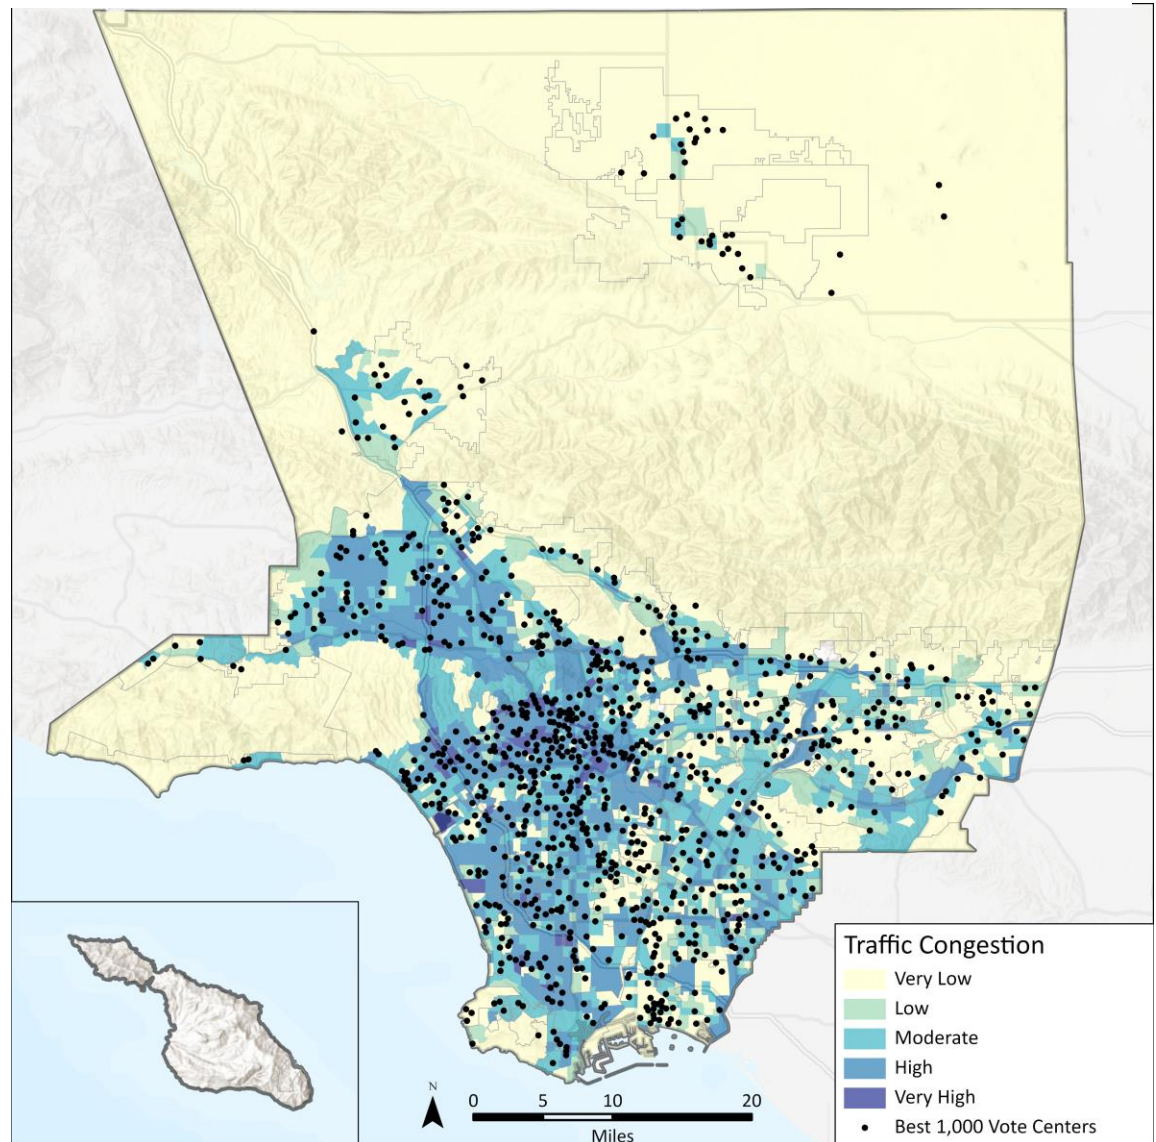 Traffic Congestion
Very Low
Low
Moderate
High
Very High
Best 1,000 Vote Centers
N
0 5 10 20
Miles